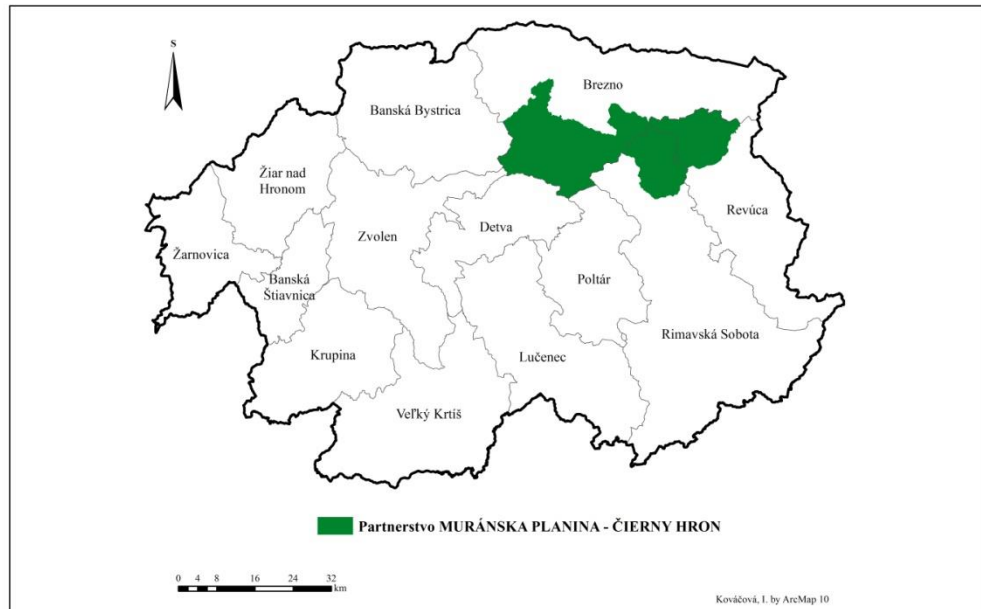 S
Brezno
Banská Bystrica
Žiar nad
Hronom
Revúca
Detva
Zvolen
Žarnovica
Banská
Štiavnica
Poltár
Rimavská Sobota
Krupina
Lučenec
Veľký Krtíš
Partnerstvo MURÁNSKA PLANINA - ČIERNY HRON
0 4 8 16 24 32
km
Kováčová, I. by ArcMap 10